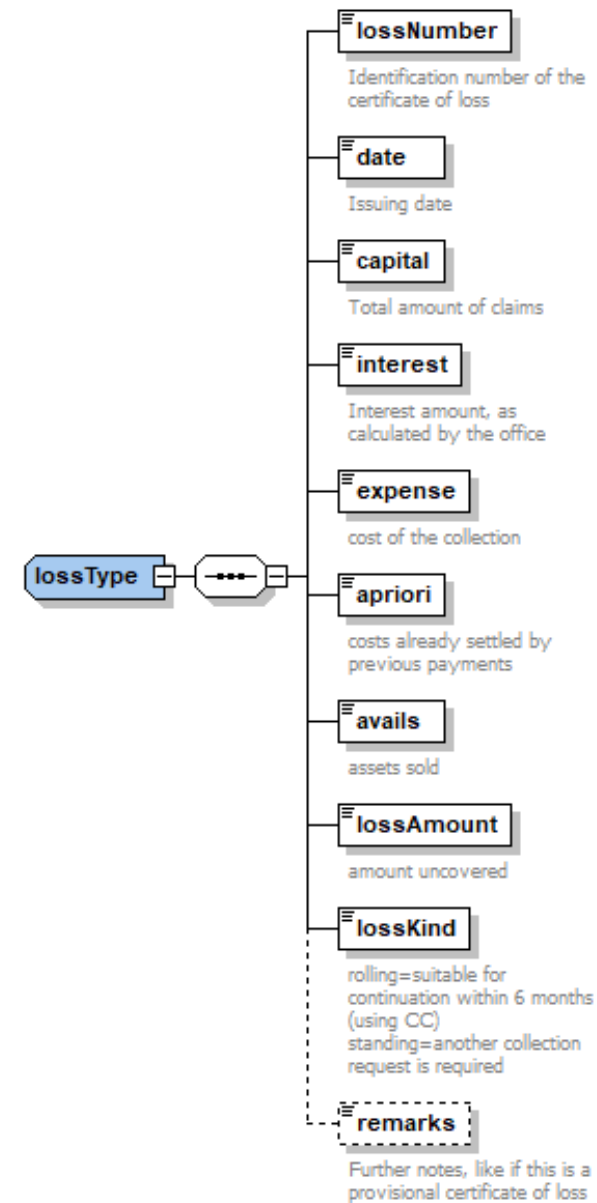 lossNumber
Identification number of the
certificate of loss
date
Issuing date
capital
Total amount of claims
interest
Interest amount, as
calculated by the office
expense
cost of the collection
lossType
apriori
costs already settled by
previous payments
avails
assets sold
lossAmount
amount uncovered
lossKind
rolling=suitable for
continuation within 6 months
(using CC)
standing=another collection
request is required
remarks
Further notes, like if this is a
provisional certificate of loss